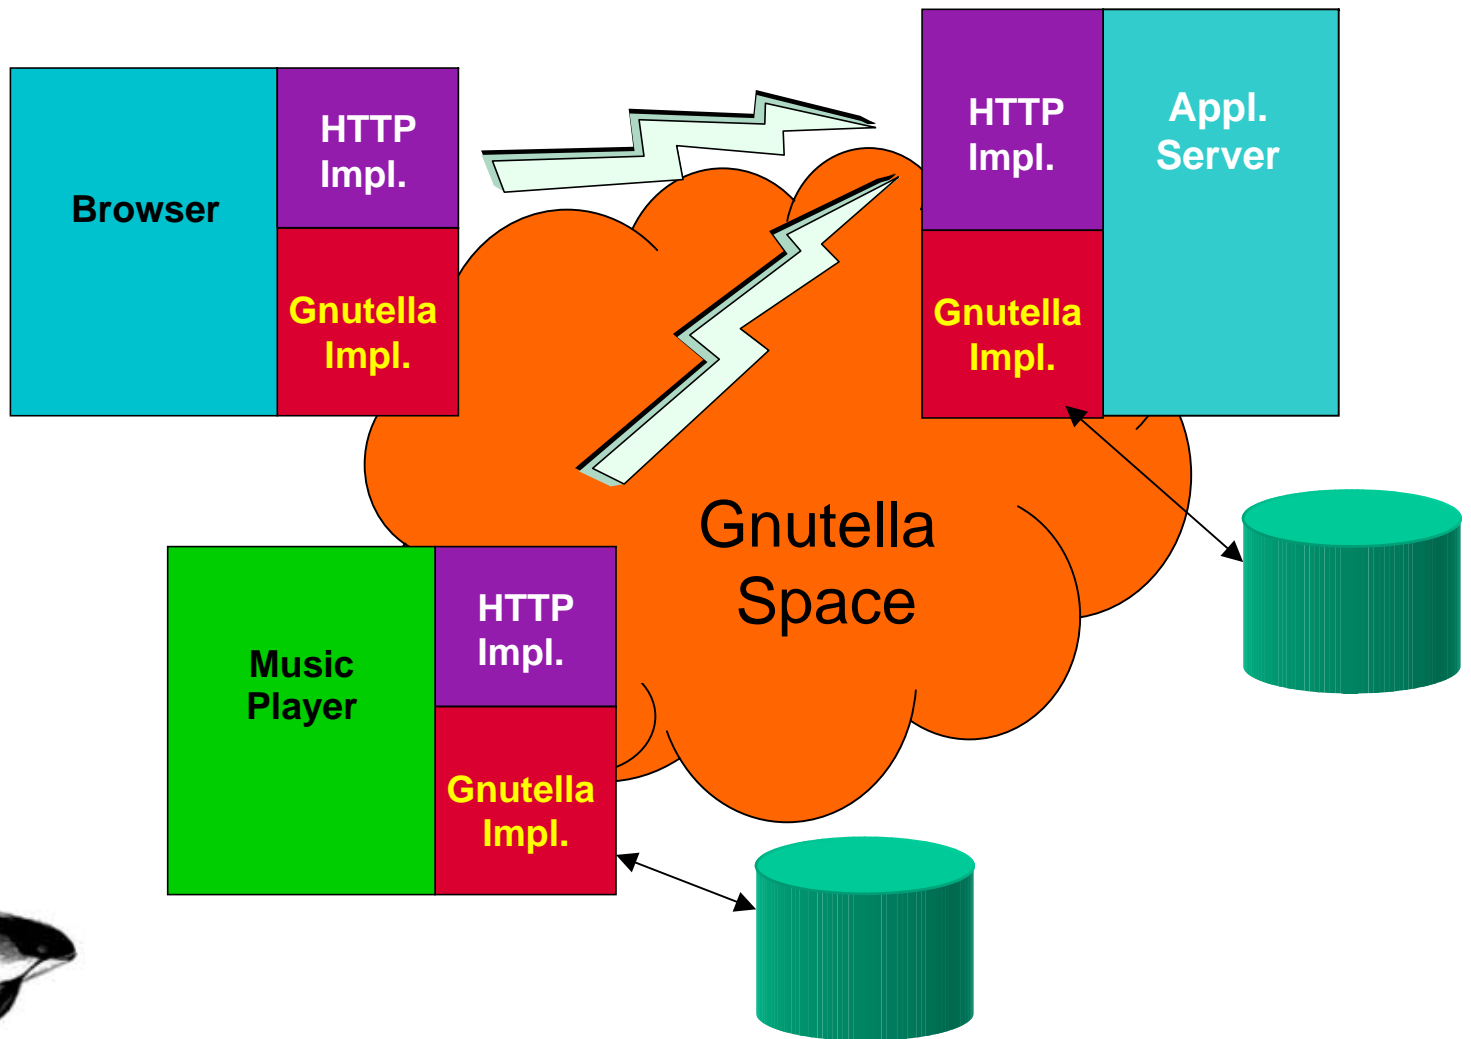 Browser
HTTP
Impl.
Gnutella
Impl.
HTTP
Impl.
Appl.
Server
Gnutella
Impl.
Gnutella
Space
Music
Player
HTTP
Impl.
Gnutella
Impl.